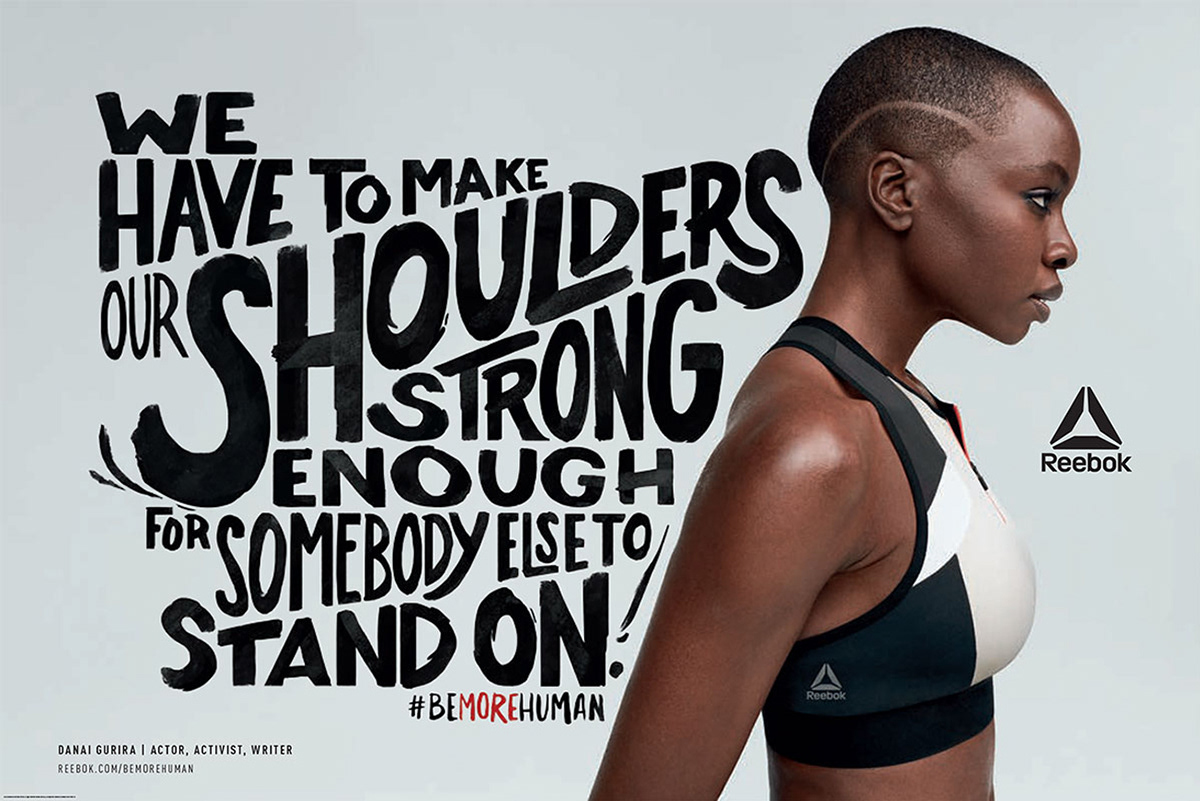 WE
HAVE TO MAKE
OUR SHOULDERS
STRONG
ENOUGH
FOR SOMEBODY ELSE TO
STAND ON!
#BEMOREHUMAN
DANAI GURIRA | ACTOR, ACTIVIST, WRITER
REEBOK.COM/BEMOREHUMAN
Reebok
Reebok